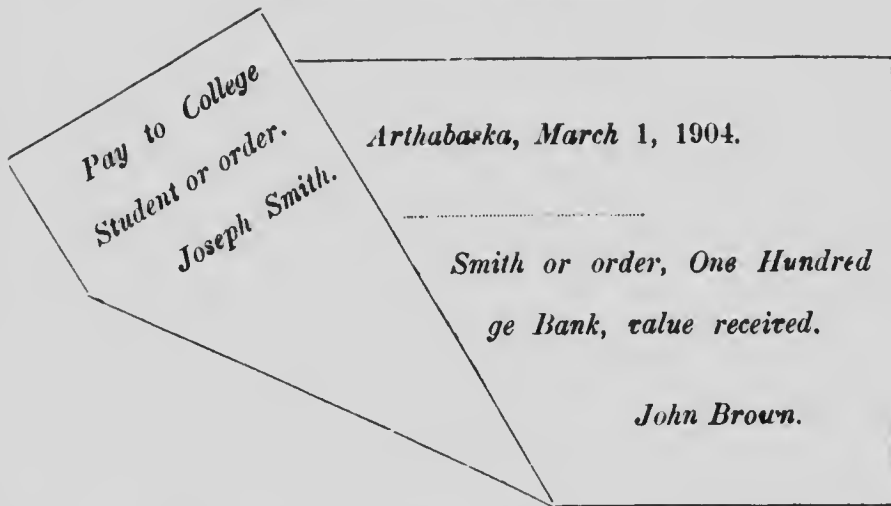 Pay to College
Student or order.
Joseph Smith.
Arthabaska, March 1, 1904.
Smith or order, One Hundred
ge Bank, value received.
John Brown.